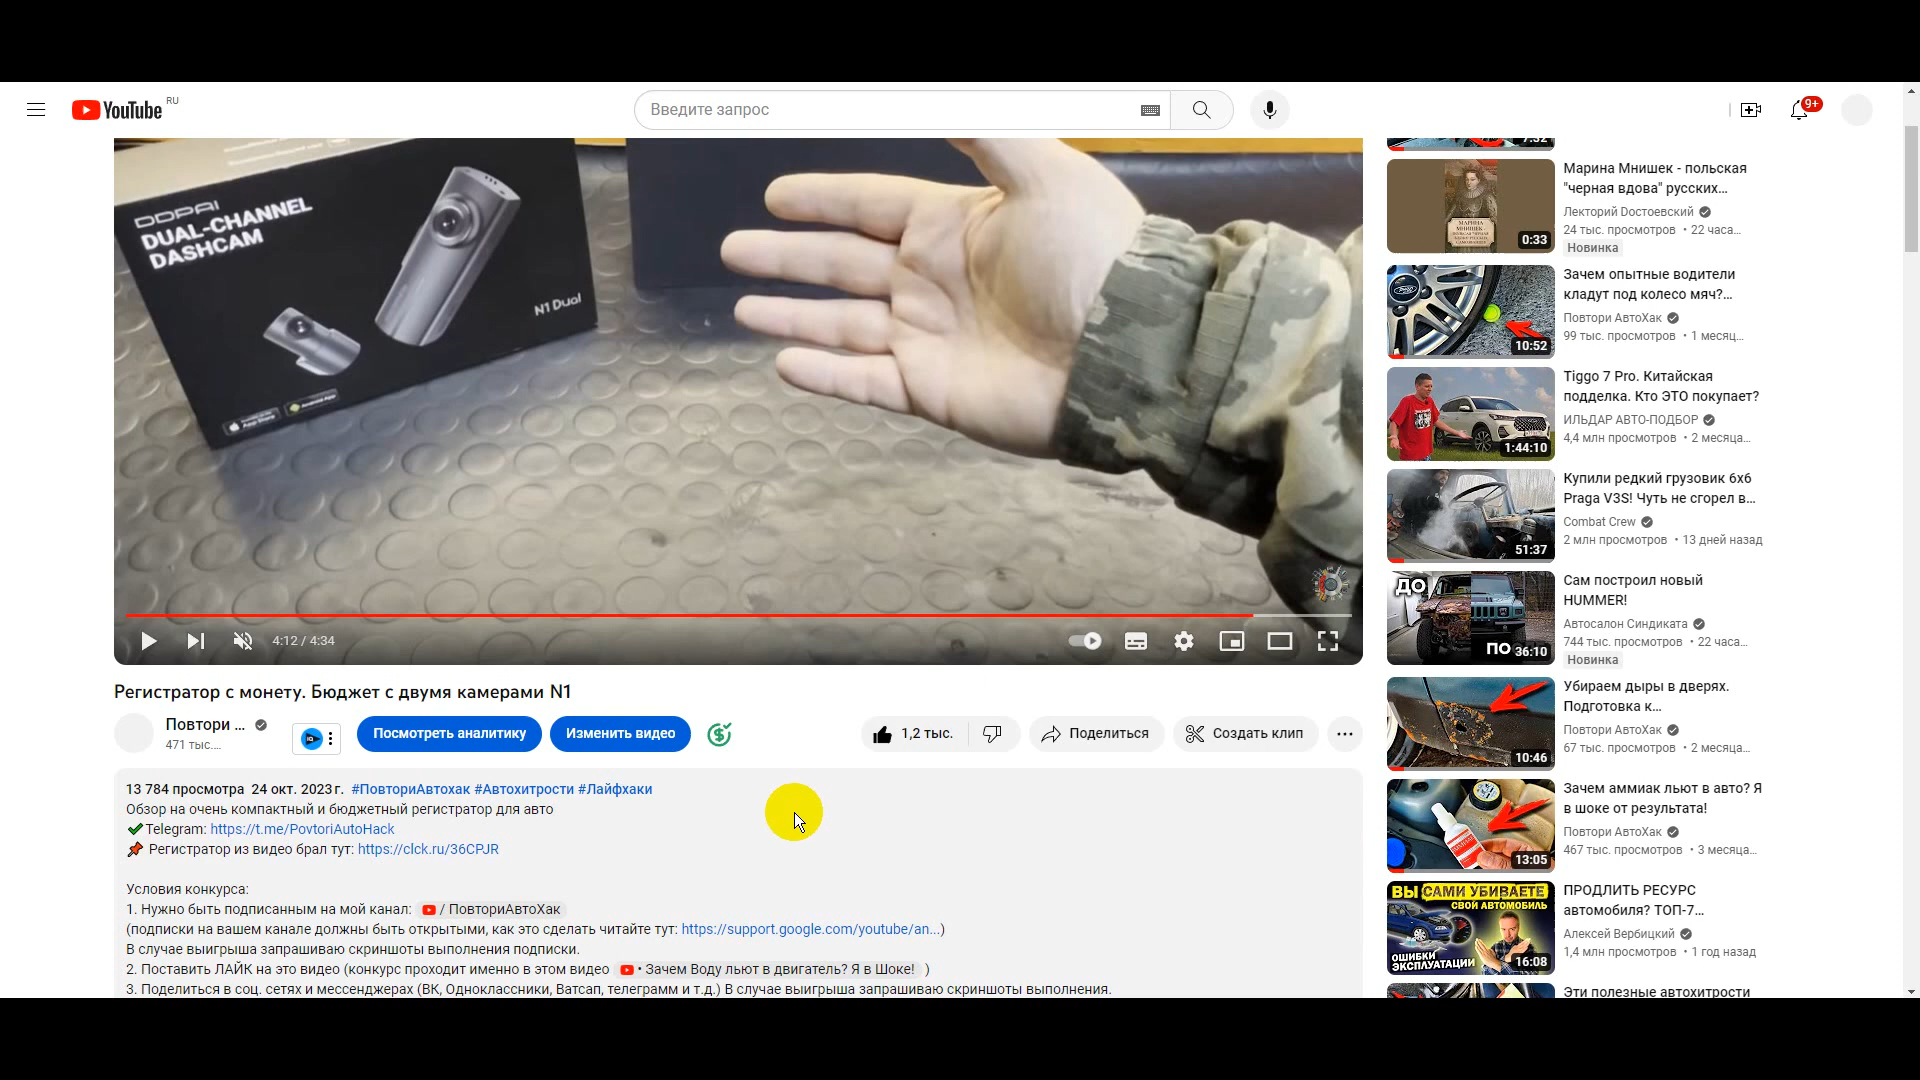 YouTube RU
Введите запрос
9+
DDPAI
DUAL-CHANNEL
DASHCAM
N1 Dual
4:12 / 4:34
Регистратор с монету. Бюджет с двумя камерами N1
Повтори ...
471 тыс....
Посмотреть аналитику
Изменить видео
1,2 тыс.
Поделиться
Создать клип
13 784 просмотра 24 окт. 2023 г. #ПовториАвтохак #Автохитрости #Лайфхаки
Обзор на очень компактный и бюджетный регистратор для авто
Telegram: https://t.me/PovtoriAutoHack
Регистратор из видео брал тут: https://clck.ru/36CPJR
Условия конкурса:
1. Нужно быть подписанным на мой канал: / ПовториАвтоХак
(подписки на вашем канале должны быть открытыми, как это сделать читайте тут: https://support.google.com/youtube/an...)
В случае выигрыша запрашиваю скриншоты выполнения подписки.
2. Поставить ЛАЙК на это видео (конкурс проходит именно в этом видео • Зачем Воду льют в двигатель? Я в Шоке! )
3. Поделиться в соц. сетях и мессенджерах (ВК, Одноклассники, Ватсап, телеграмм и т.д.) В случае выигрыша запрашиваю скриншоты выполнения.
7:32
Марина Мнишек - польская
"черная вдова" русских...
Лекторий Dостоевский
24 тыс. просмотров • 22 часа...
Новинка
0:33
Зачем опытные водители
кладут под колесо мяч?...
Повтори АвтоХак
99 тыс. просмотров • 1 месяц...
10:52
Tiggo 7 Pro. Китайская
подделка. Кто ЭТО покупает?
ИЛЬДАР АВТО-ПОДБОР
4,4 млн просмотров • 2 месяца...
1:44:10
Купили редкий грузовик 6х6
Praga V3S! Чуть не сгорел в...
Combat Crew
2 млн просмотров • 13 дней назад
51:37
Сам построил новый
HUMMER!
Автосалон Синдиката
744 тыс. просмотров • 22 часа...
Новинка
ДО
ПО
36:10
Убираем дыры в дверях.
Подготовка к...
Повтори АвтоХак
67 тыс. просмотров • 2 месяца...
10:46
Зачем аммиак льют в авто? Я
в шоке от результата!
Повтори АвтоХак
467 тыс. просмотров • 3 месяца...
13:05
ПРОДЛИТЬ РЕСУРС
автомобиля? ТОП-7...
Алексей Вербицкий
1,4 млн просмотров • 1 год назад
ВЫ САМИ УБИВАЕТЕ
СВОЙ АВТОМОБИЛЬ
ОШИБКИ
ЭКСПЛУАТАЦИИ
16:08
Эти полезные автохитрости